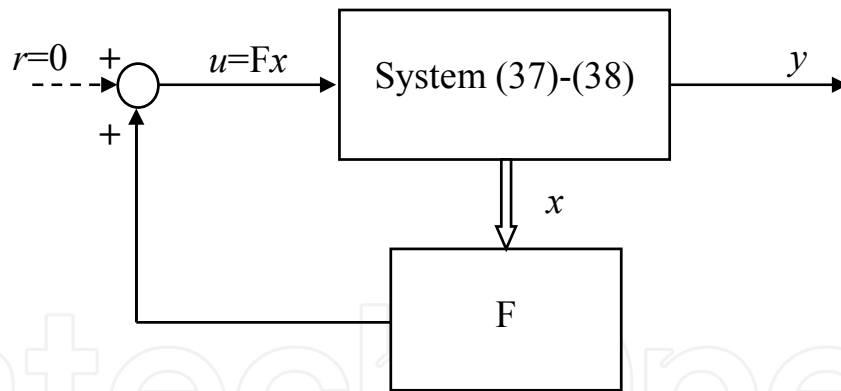 r=0
+
+
u=Fx
System (37)-(38)
y
x
F